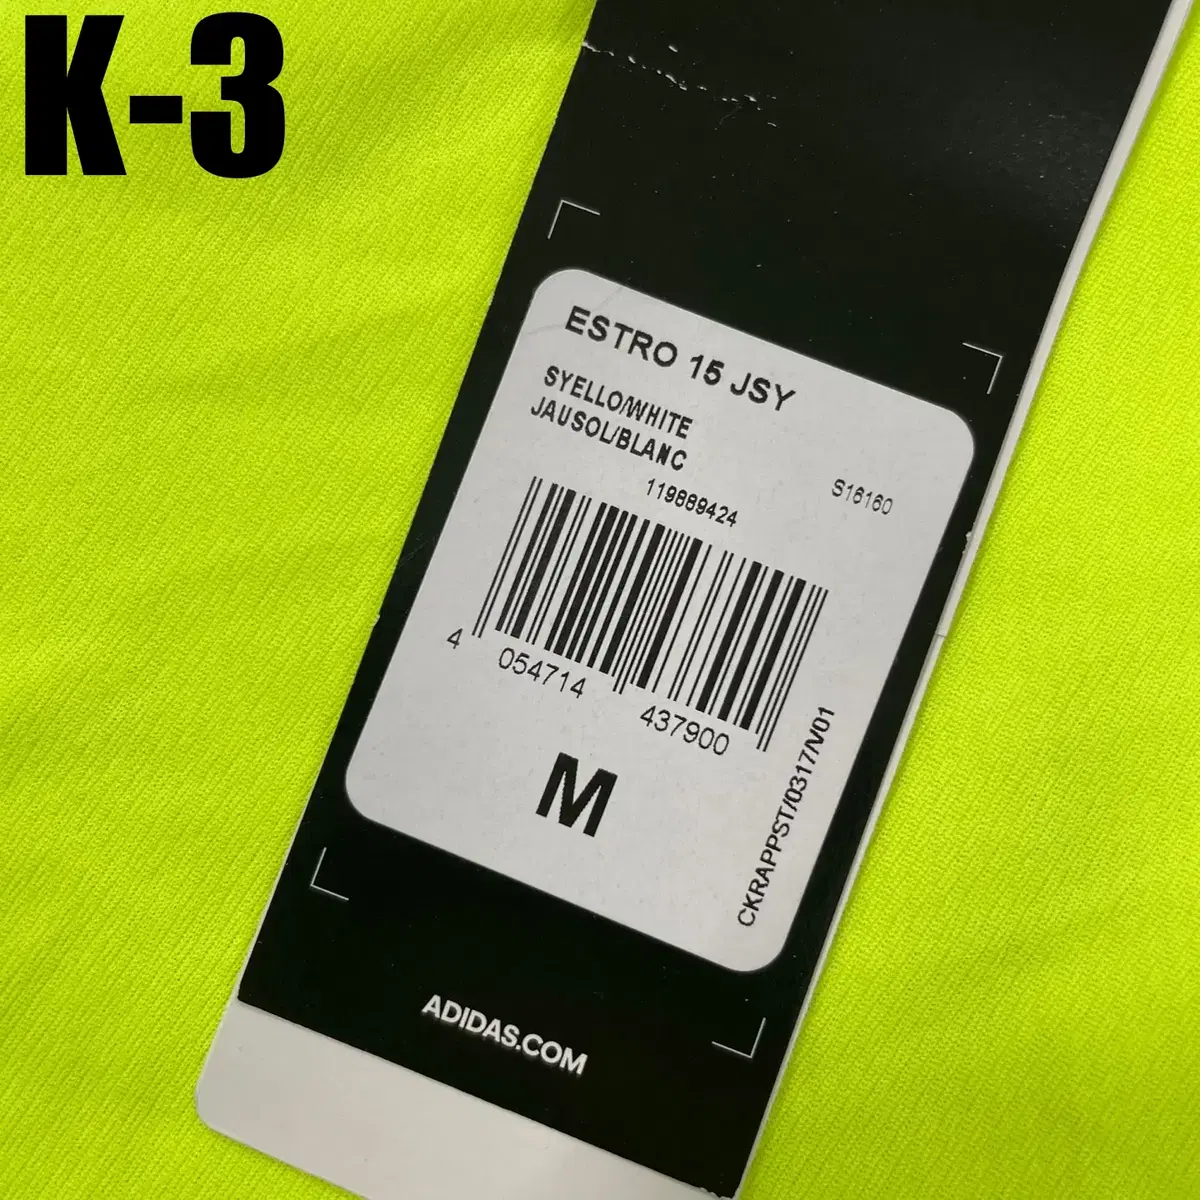 K-3
ESTRO 15 JSY
SYELLO/WHITE
JAUSOL/BLANC
S16160
119889424
4 054714 437900
M
CKRAPPST/0317/V01
ADIDAS.COM